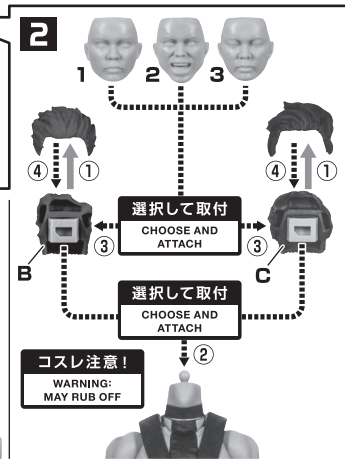 2
1 2 3
④ ① ④ ①
選択して取付
CHOOSE AND
ATTACH
③ ③
B C
選択して取付
CHOOSE AND
ATTACH
②
コスレ注意!
WARNING:
MAY RUB OFF